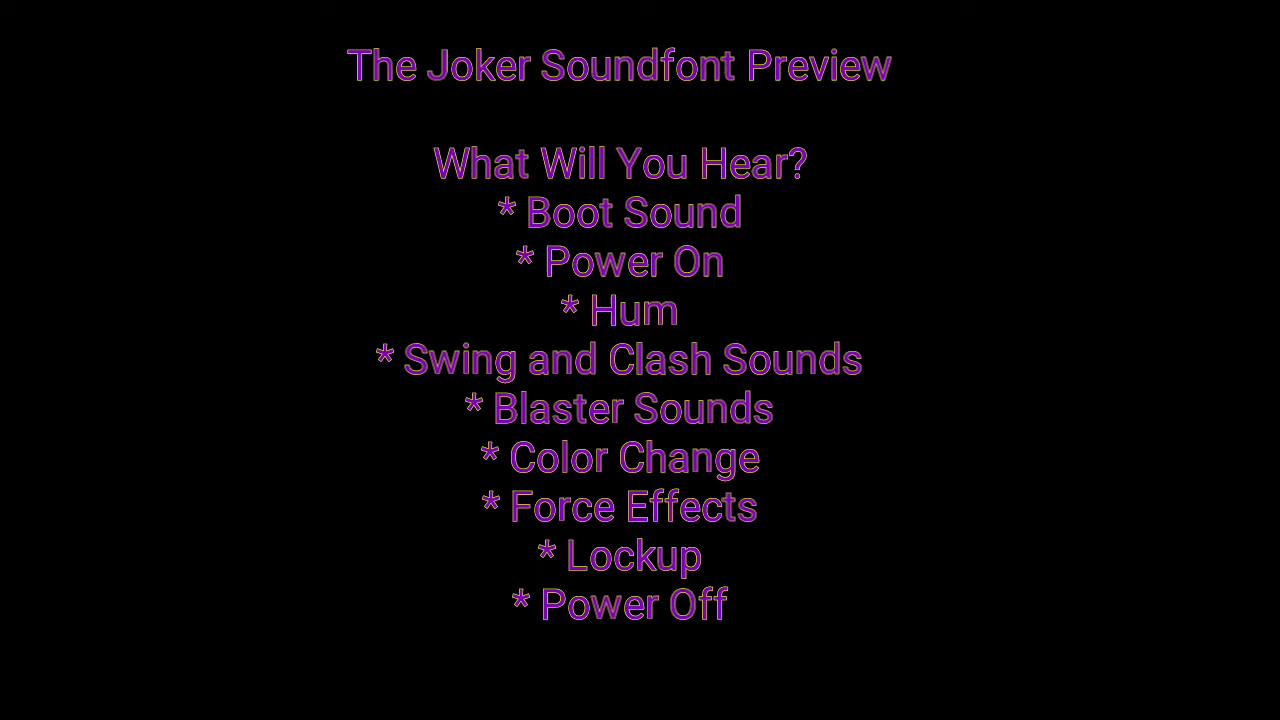 The Joker Soundfont Preview
What Will You Hear?
* Boot Sound
* Power On
* Hum
* Swing and Clash Sounds
* Blaster Sounds
* Color Change
* Force Effects
* Lockup
* Power Off